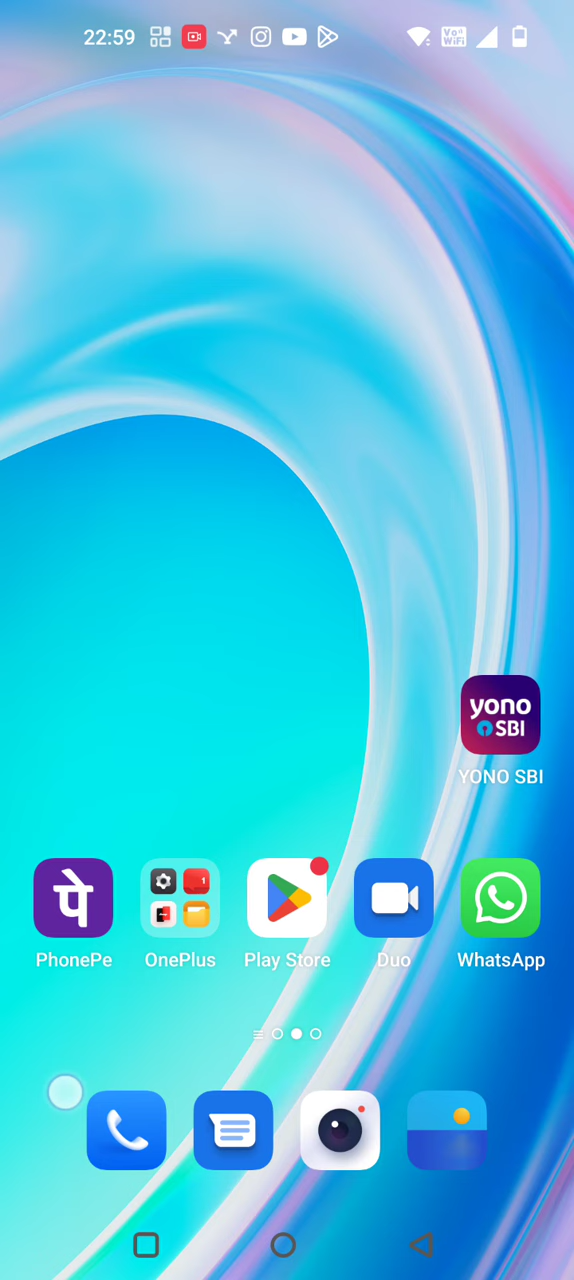 22:59
Vo WiFi
yono
SBI
YONO SBI
पे
1
PhonePe
OnePlus
Play Store
Duo
WhatsApp